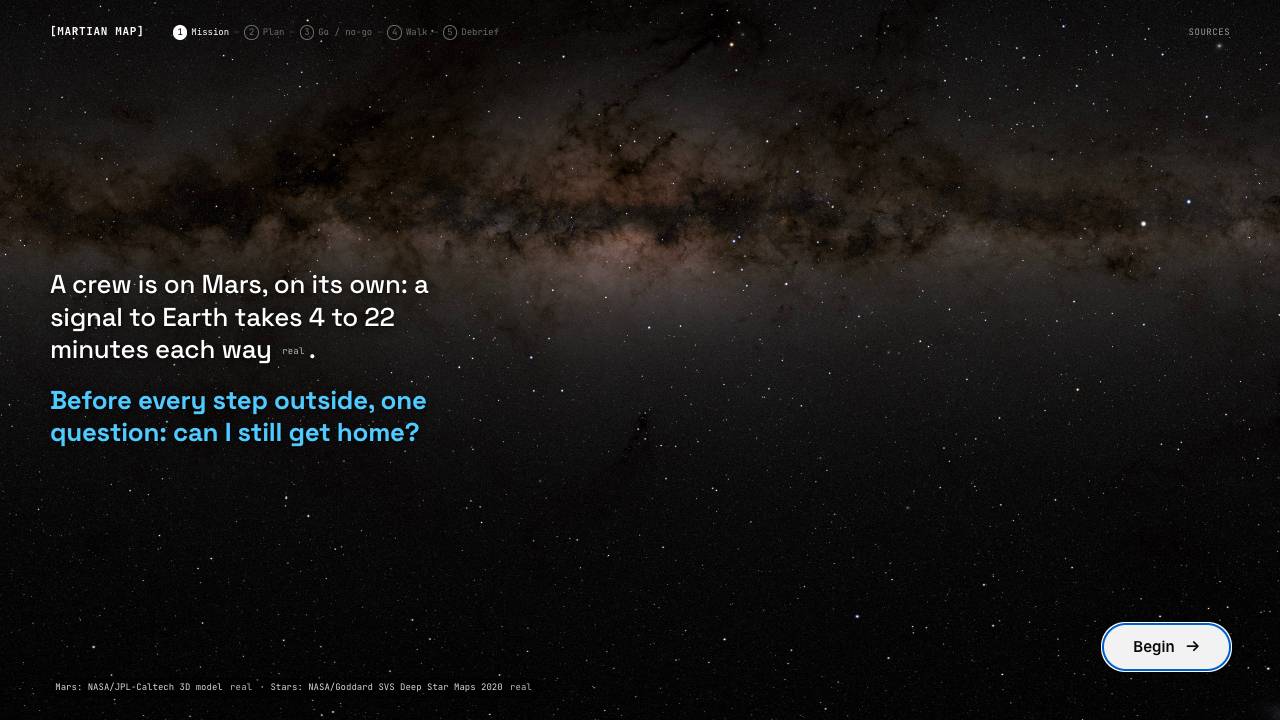 [MARTIAN MAP]
1 Mission
2 Plan
3 Go / no-go
4 Walk
5 Debrief
SOURCES
A crew is on Mars, on its own: a
signal to Earth takes 4 to 22
minutes each way real .
Before every step outside, one
question: can I still get home?
Begin →
Mars: NASA/JPL-Caltech 3D model real · Stars: NASA/Goddard SVS Deep Star Maps 2020 real